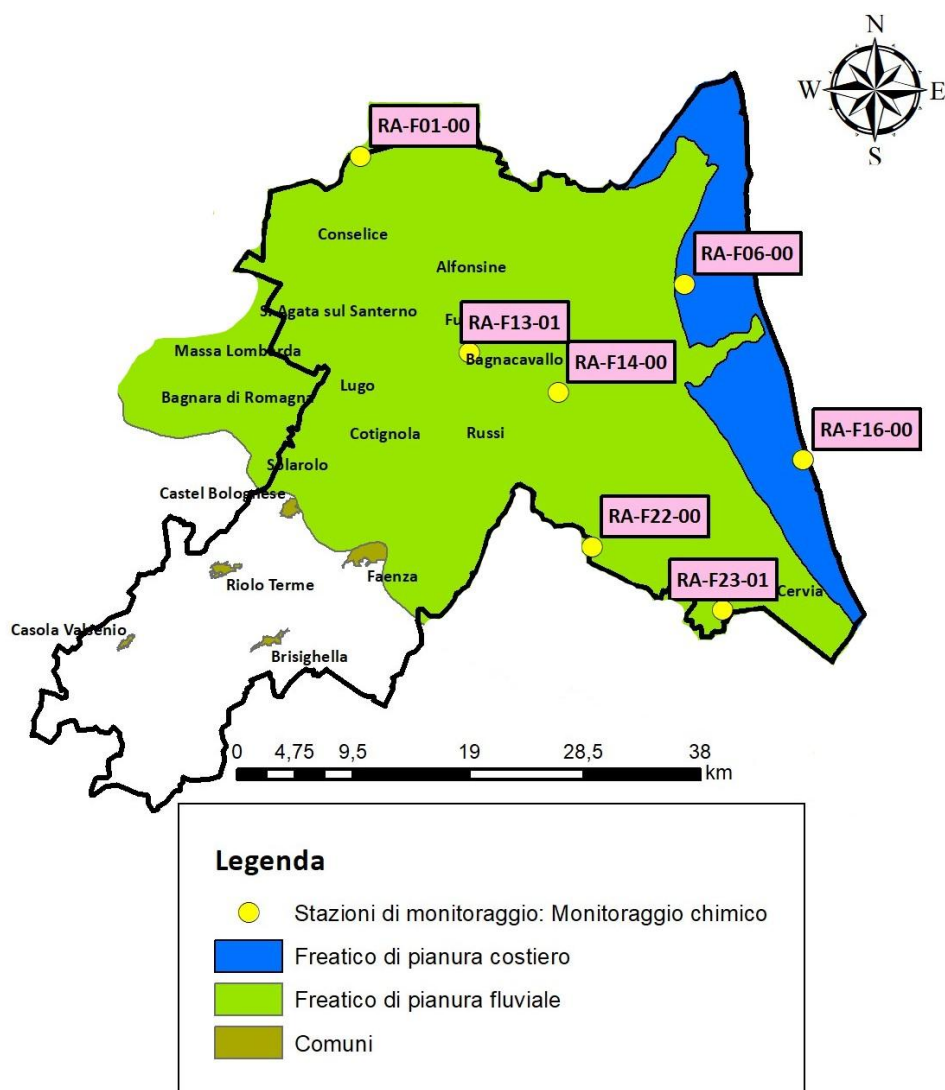 N
W E
S
RA-F01-00
Conselice
RA-F06-00
Alfonsine
S. Agata sul Santerno
RA-F13-01
Massa Lombarda
Bagnacavallo
RA-F14-00
Lugo
Bagnara di Romagna
Cotignola
Russi
RA-F16-00
Solarolo
Castel Bolognese
RA-F22-00
Faenza
Riolo Terme
RA-F23-01
Cervia
Casola Valsenio
Brisighella
0 4,75 9,5 19 28,5 38
km
Legenda
Stazioni di monitoraggio: Monitoraggio chimico
Freatico di pianura costiero
Freatico di pianura fluviale
Comuni